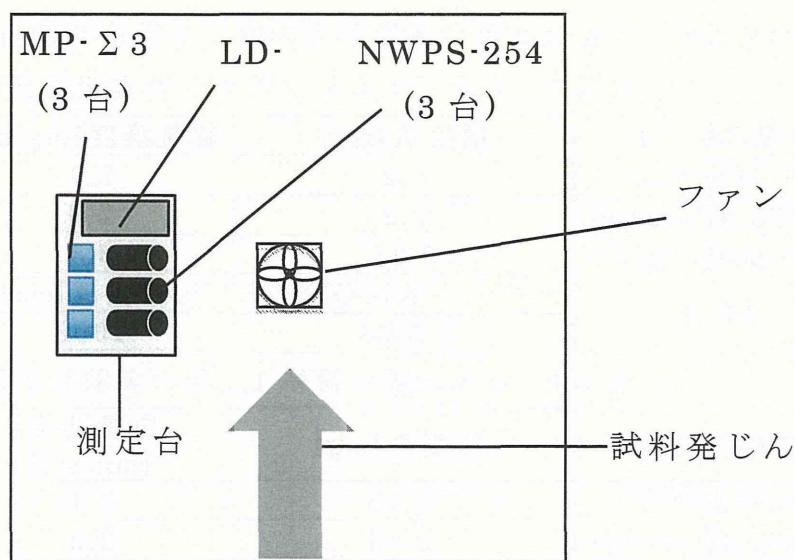 MP-Σ3
(3 台)
LD-
NWPS-254
(3 台)
ファン
測定台
試料発じん